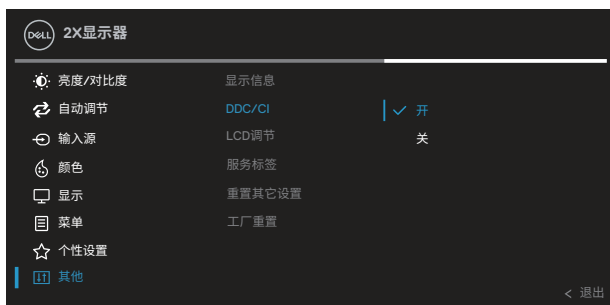 DELL 2X显示器
亮度/对比度 显示信息
自动调节 DDC/CI 开
输入源 LCD调节 关
颜色 服务标签
显示 重置其它设置
菜单 工厂重置
个性设置
其他
< 退出